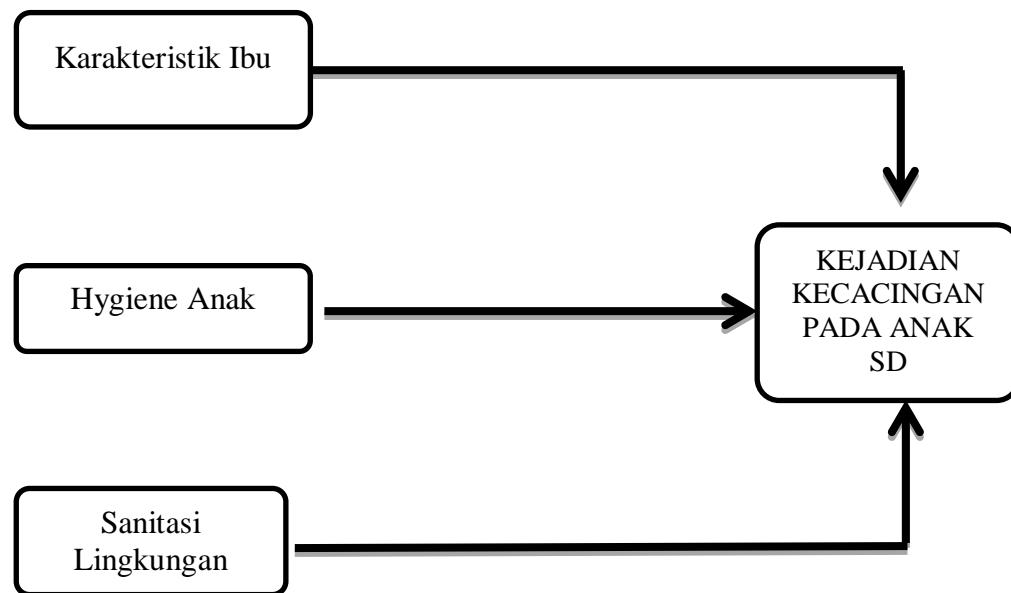 Karakteristik Ibu
Hygiene Anak
KEJADIAN
KECACINGAN
PADA ANAK
SD
Sanitasi
Lingkungan